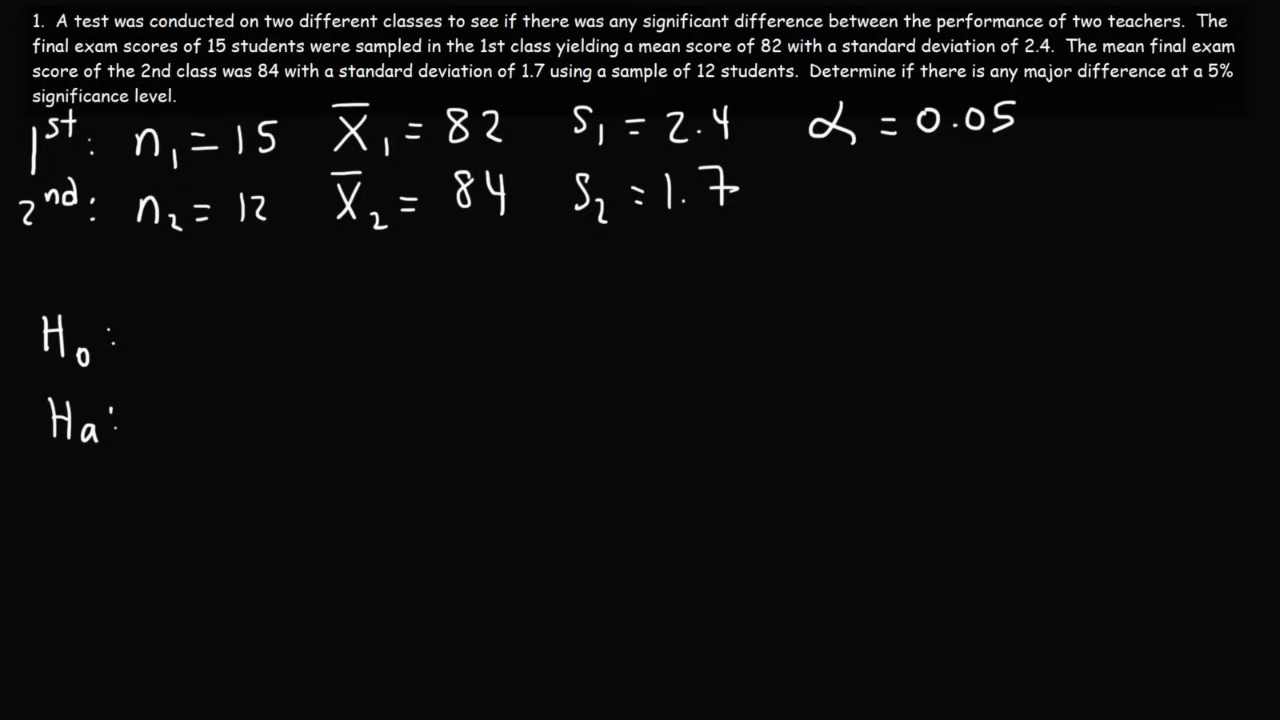 1. A test was conducted on two different classes to see if there was any significant difference between the performance of two teachers. The
final exam scores of 15 students were sampled in the 1st class yielding a mean score of 82 with a standard deviation of 2.4. The mean final exam
score of the 2nd class was 84 with a standard deviation of 1.7 using a sample of 12 students. Determine if there is any major difference at a 5%
significance level.
1st: n₁ = 15 X̅₁ = 82 S₁ = 2.4 α = 0.05
2nd: n₂ = 12 X̅₂ = 84 S₂ = 1.7
H₀:
Hₐ: